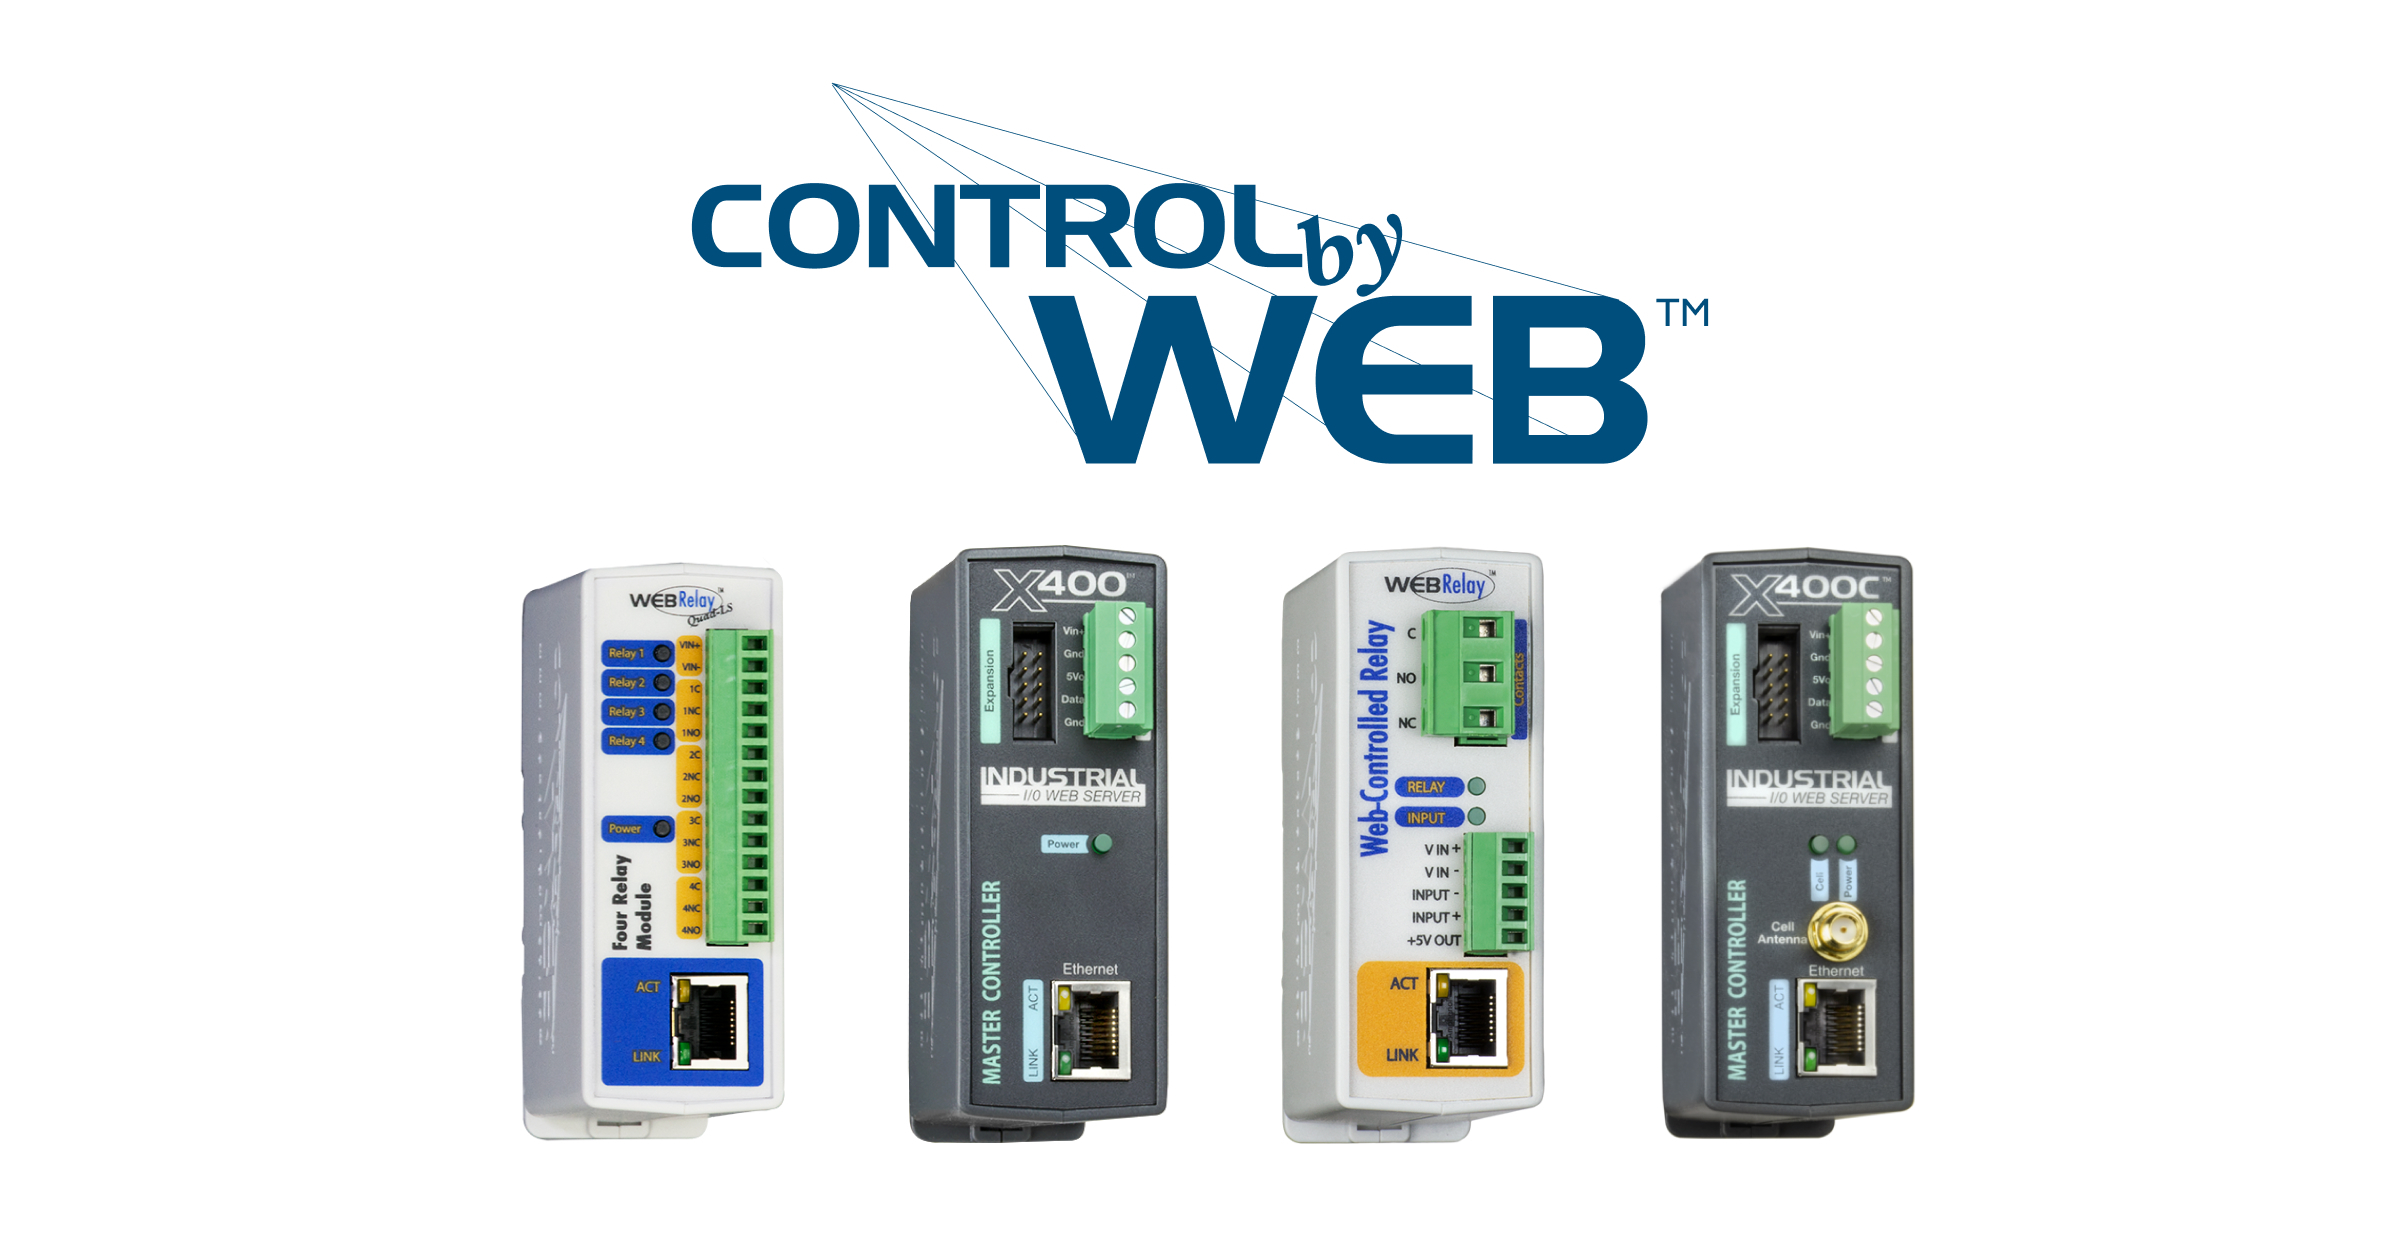 CONTROL by
WEB™
WEBRelay™
Quad-LS
Relay 1
Relay 2
Relay 3
Relay 4
Power
VIN+
VIN-
1C
1NC
1NO
2C
2NC
2NO
3C
3NC
3NO
4C
4NC
4NO
Four Relay
Module
ACT
LINK
X400™
Expansion
Vin+
Gnd
5Vo
Data
Gnd
INDUSTRIAL
I/0 WEB SERVER
Power
MASTER CONTROLLER
Ethernet
ACT
LINK
WEBRelay™
Web-Controlled Relay
C
NO
NC
Contacts
RELAY
INPUT
V IN +
V IN -
INPUT -
INPUT +
+5V OUT
ACT
LINK
X400C™
Expansion
Vin+
Gnd
5Vo
Data
Gnd
INDUSTRIAL
I/0 WEB SERVER
Cell
Power
Cell
Antenna
MASTER CONTROLLER
Ethernet
ACT
LINK